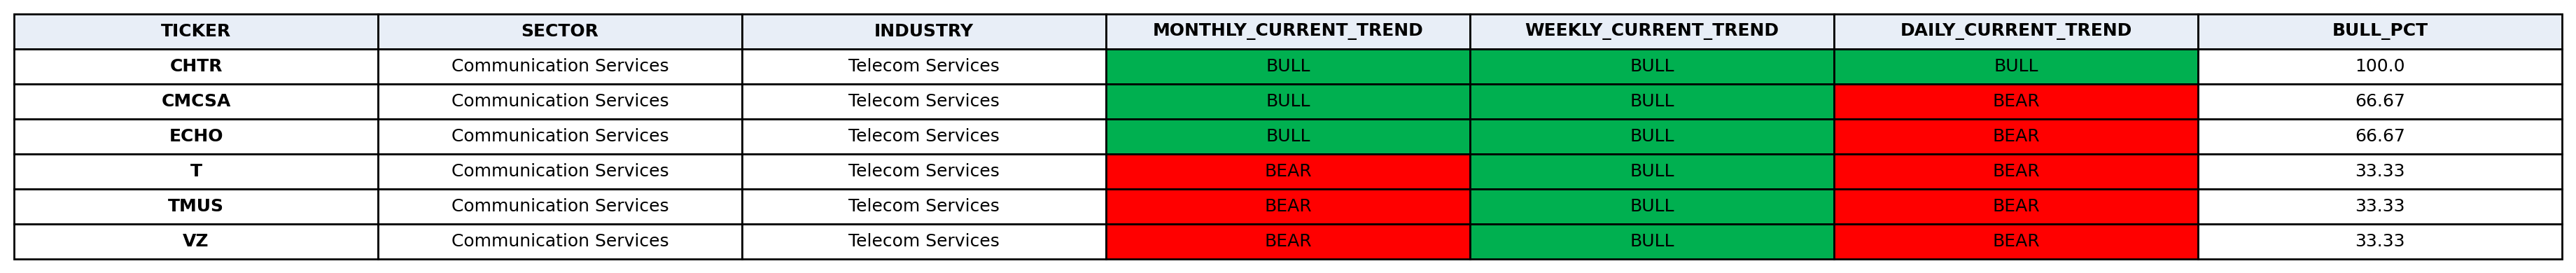 TICKER SECTOR INDUSTRY MONTHLY_CURRENT_TREND WEEKLY_CURRENT_TREND DAILY_CURRENT_TREND BULL_PCT
CHTR Communication Services Telecom Services BULL BULL BULL 100.0
CMCSA Communication Services Telecom Services BULL BULL BEAR 66.67
ECHO Communication Services Telecom Services BULL BULL BEAR 66.67
T Communication Services Telecom Services BEAR BULL BEAR 33.33
TMUS Communication Services Telecom Services BEAR BULL BEAR 33.33
VZ Communication Services Telecom Services BEAR BULL BEAR 33.33